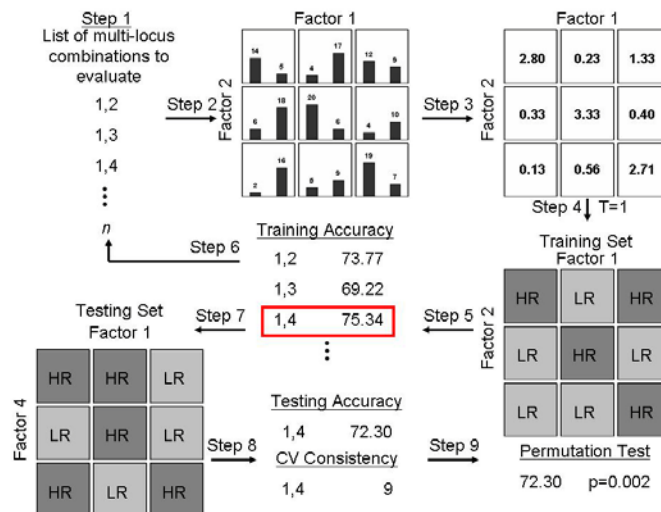 Step 1
List of multi-locus
combinations to
evaluate
1,2
1,3
1,4
n
Step 2
Factor 1
Factor 2
14 5 4 17 12 9
6 18 20 6 4 10
2 16 8 9 19 7
Step 3
Factor 1
Factor 2
2.80 0.23 1.33
0.33 3.33 0.40
0.13 0.56 2.71
Step 4 T=1
Training Set
Factor 1
Factor 2
HR LR HR
LR HR LR
LR LR HR
Step 5
Training Accuracy
1,2 73.77
1,3 69.22
1,4 75.34
Step 6
Step 7
Testing Set
Factor 1
Factor 4
HR HR LR
LR HR LR
HR LR HR
Step 8
Testing Accuracy
1,4 72.30
CV Consistency
1,4 9
Step 9
Permutation Test
72.30 p=0.002